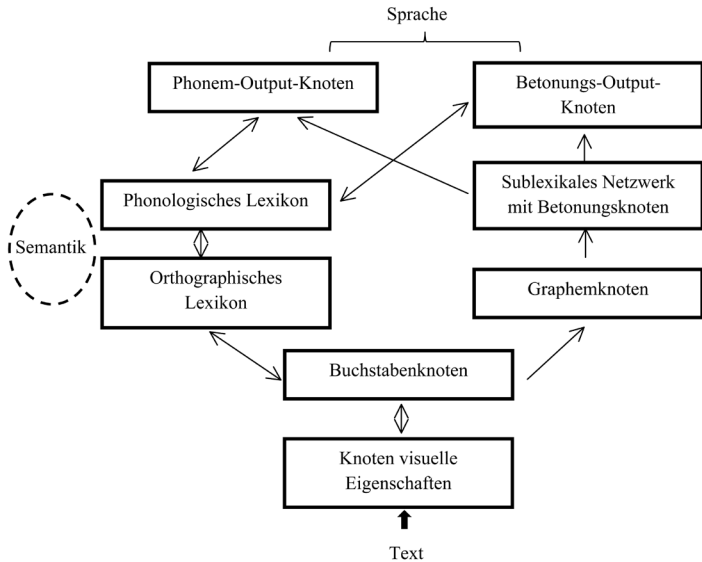 Sprache
Phonem-Output-Knoten
Betonungs-Output-
Knoten
Phonologisches Lexikon
Sublexikales Netzwerk
mit Betonungsknoten
Semantik
Orthographisches
Lexikon
Graphemknoten
Buchstabenknoten
Knoten visuelle
Eigenschaften
Text